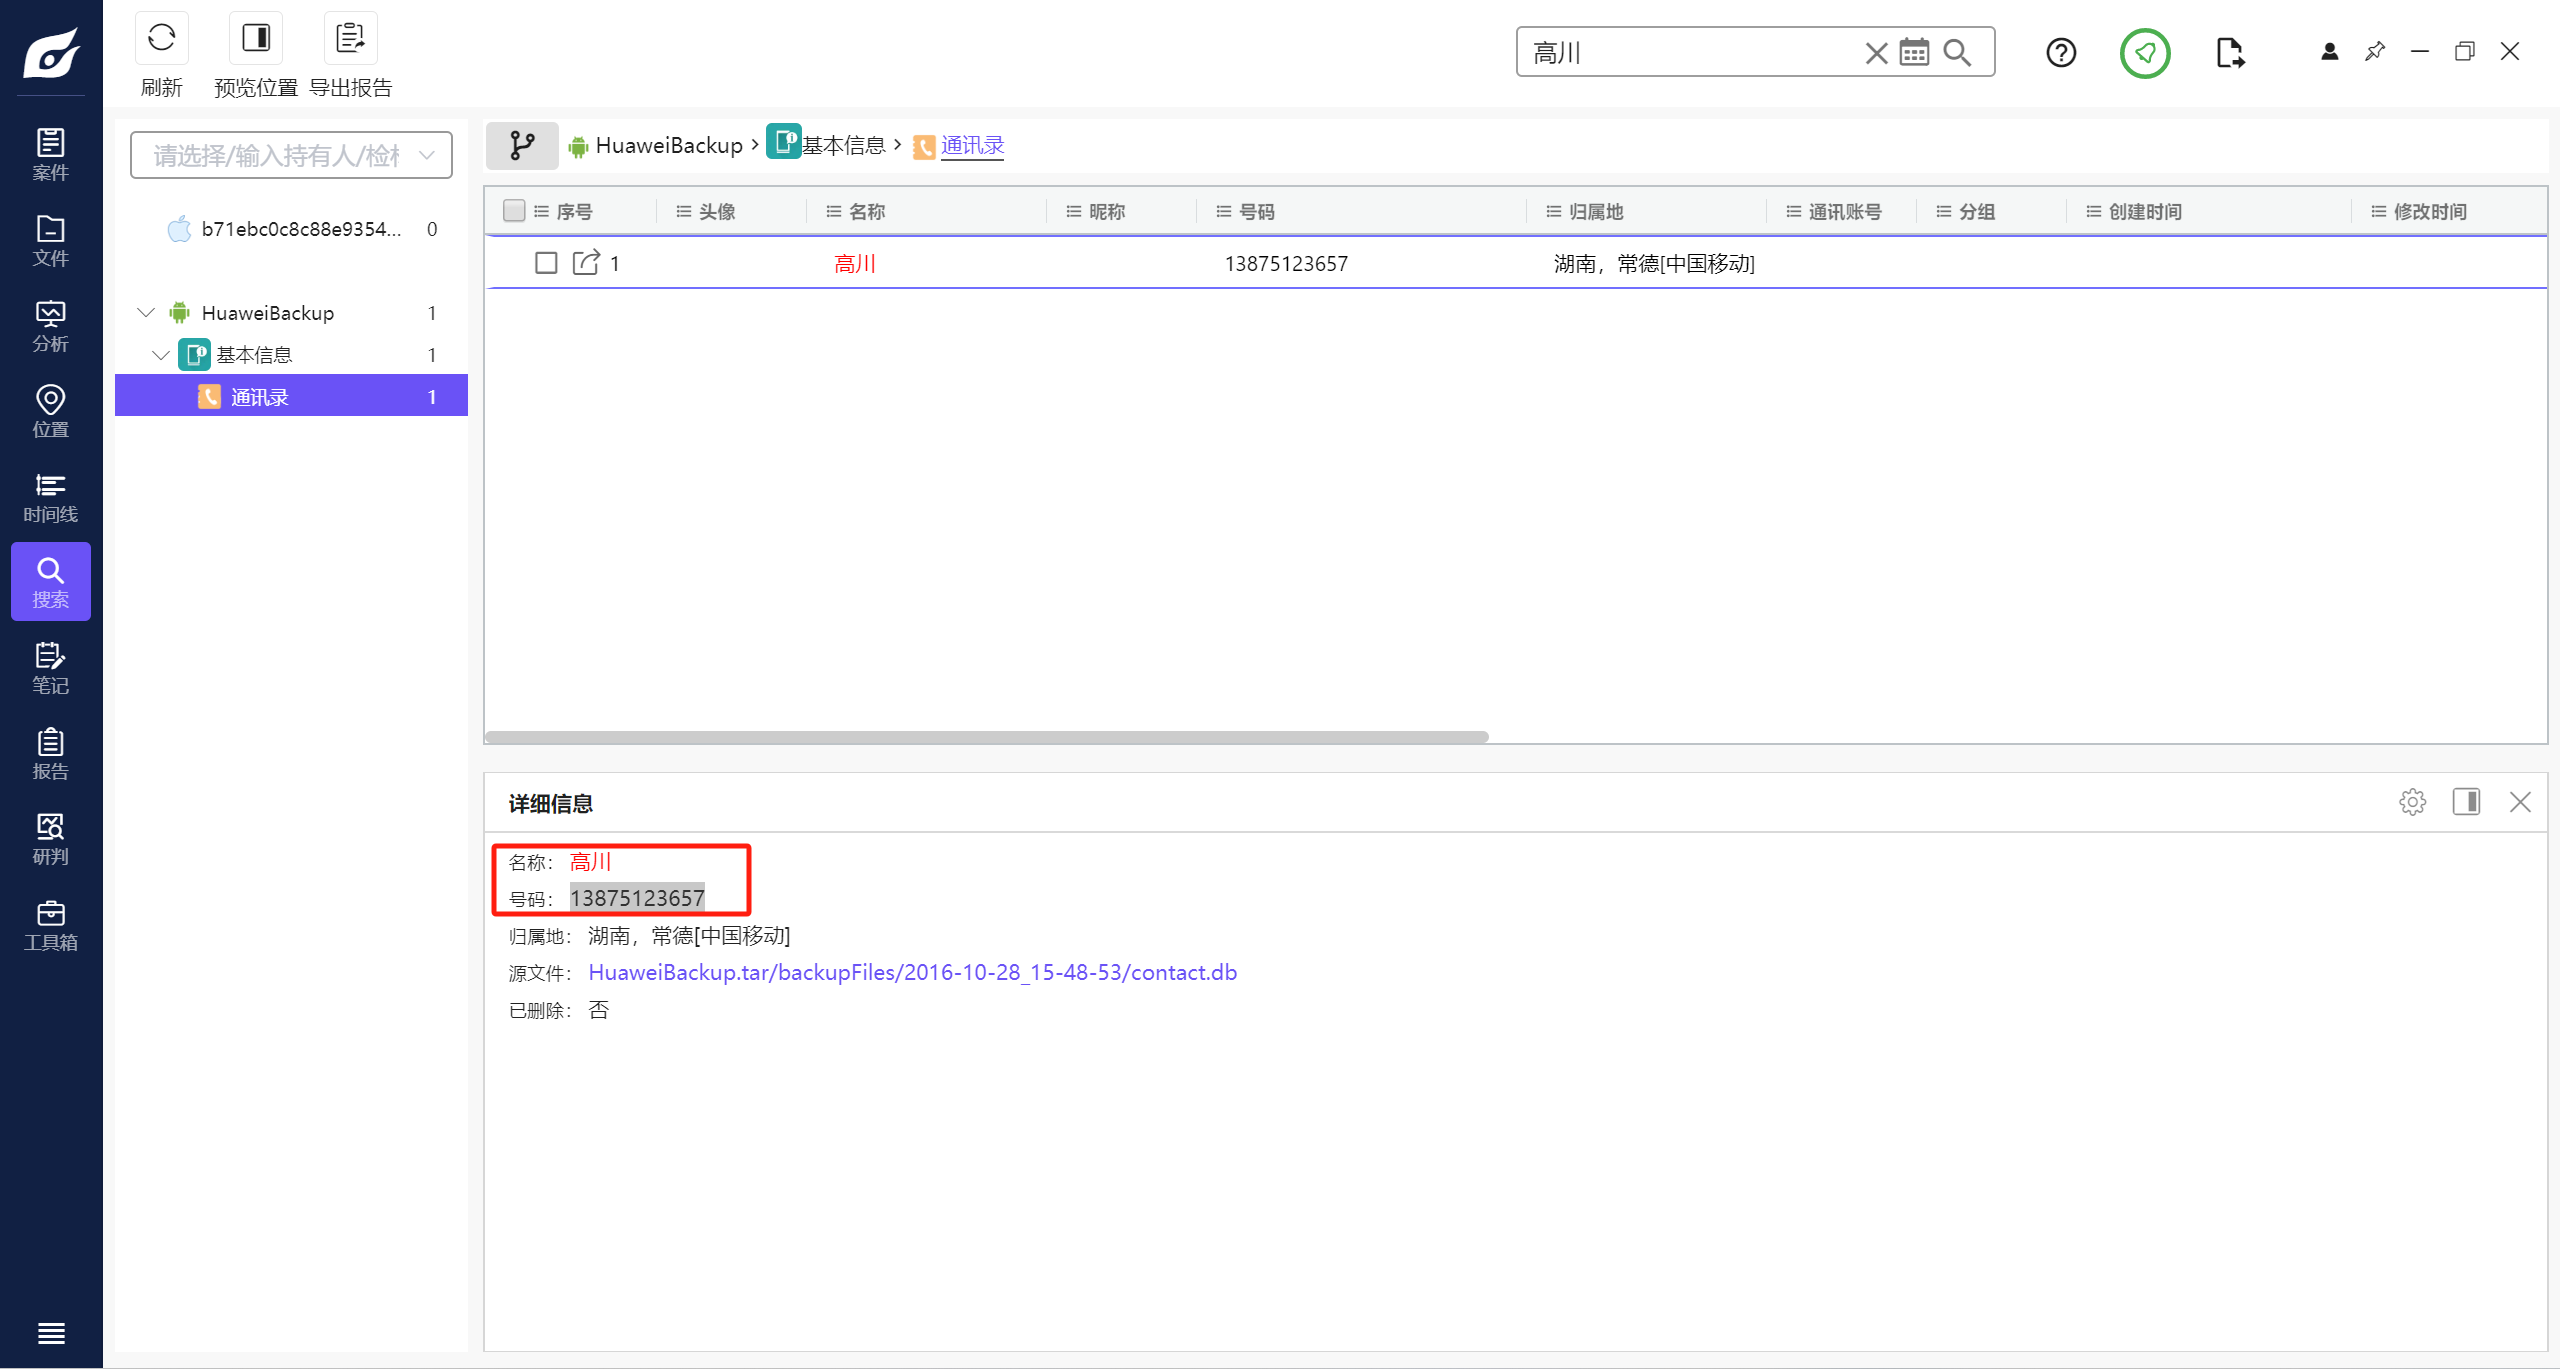 刷新
预览位置
导出报告
高川
案件
文件
分析
位置
时间线
搜索
笔记
报告
研判
工具箱
请选择/输入持有人/检
b71ebc0c8c88e9354... 0
HuaweiBackup 1
基本信息 1
通讯录 1
HuaweiBackup > 基本信息 > 通讯录
序号 头像 名称 昵称 号码 归属地 通讯账号 分组 创建时间 修改时间
1 高川 13875123657 湖南，常德[中国移动]
详细信息
名称： 高川
号码： 13875123657
归属地： 湖南，常德[中国移动]
源文件： HuaweiBackup.tar/backupFiles/2016-10-28_15-48-53/contact.db
已删除： 否